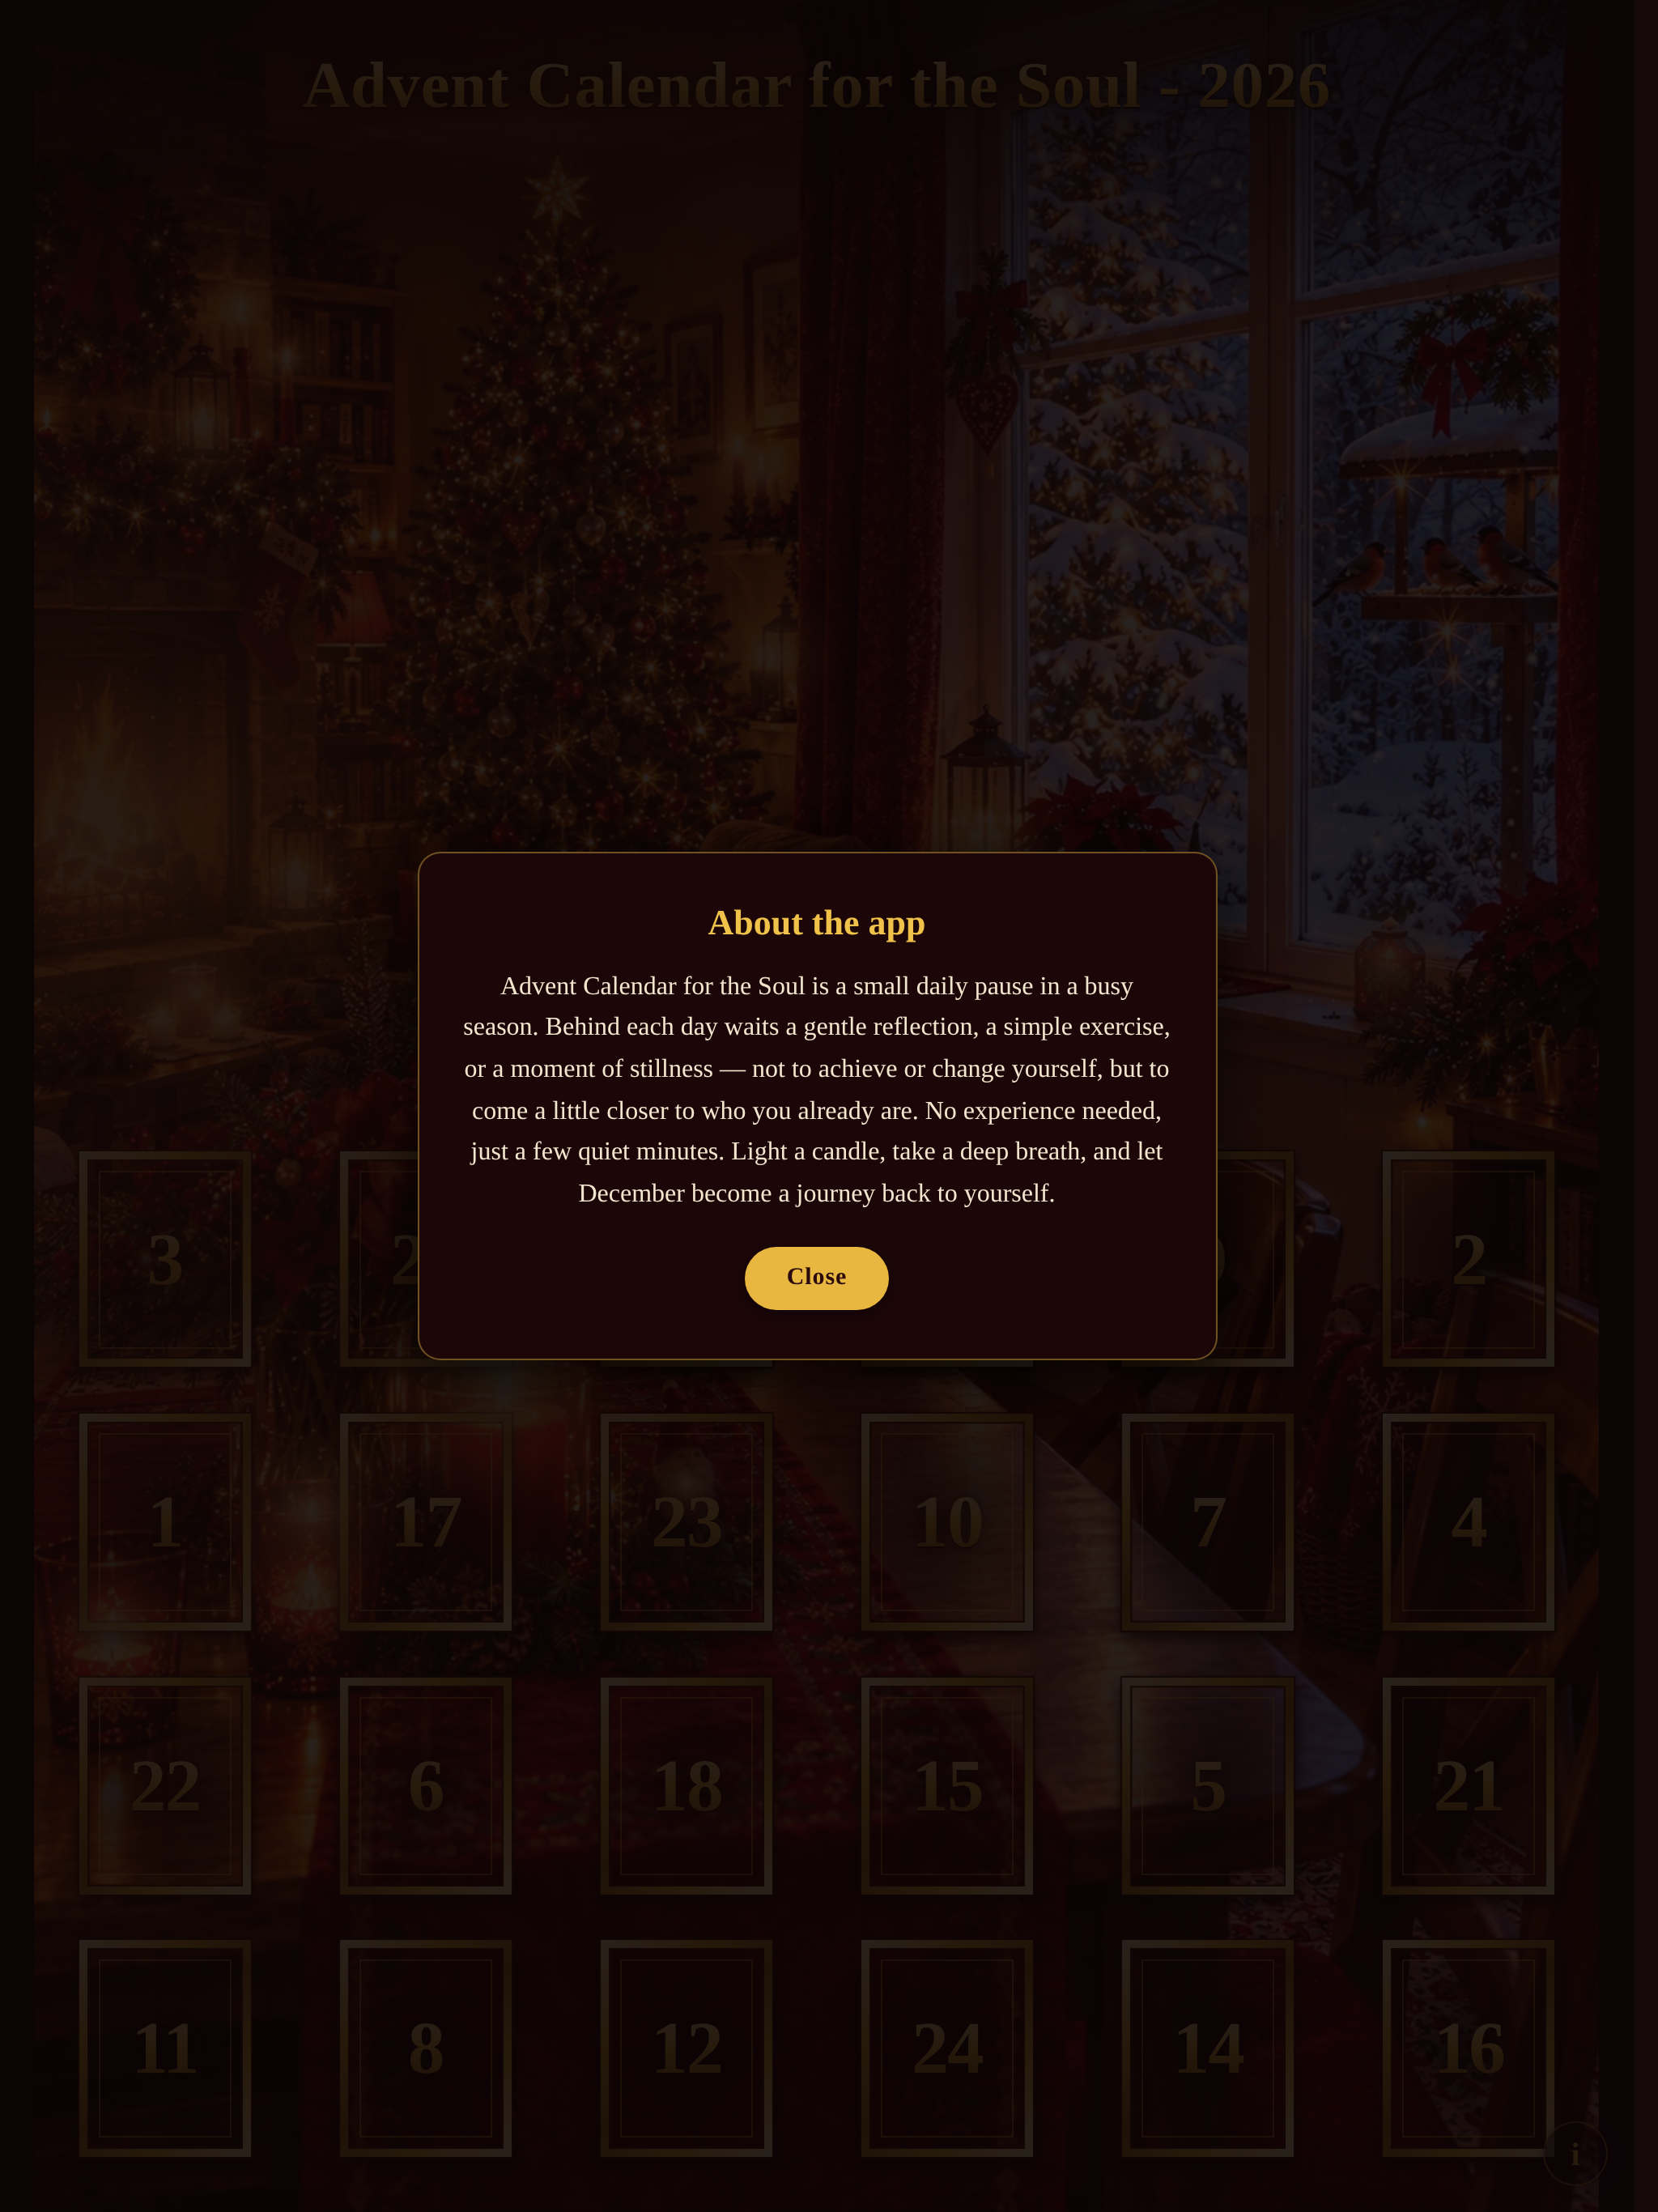 Advent Calendar for the Soul - 2026
About the app
Advent Calendar for the Soul is a small daily pause in a busy
season. Behind each day waits a gentle reflection, a simple exercise,
or a moment of stillness — not to achieve or change yourself, but to
come a little closer to who you already are. No experience needed,
just a few quiet minutes. Light a candle, take a deep breath, and let
December become a journey back to yourself.
Close
3 2
1 17 23 10 7 4
22 6 18 15 5 21
11 8 12 24 14 16
i